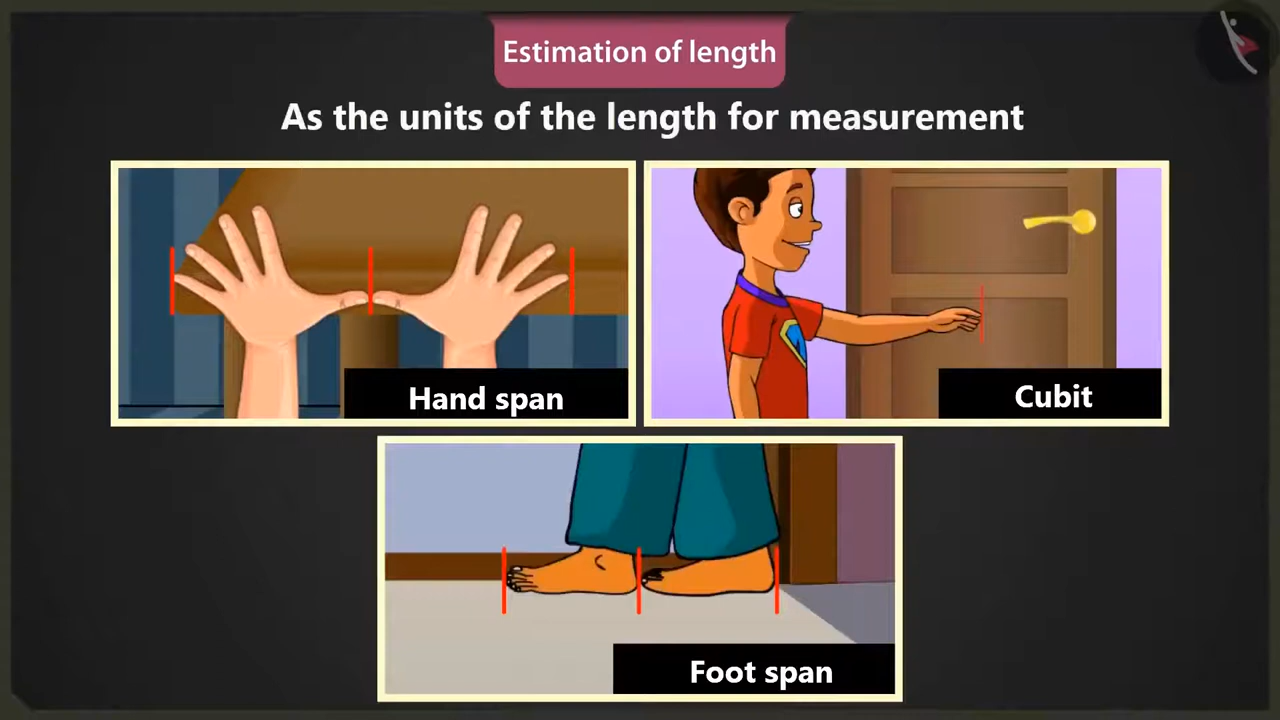 Estimation of length
As the units of the length for measurement
Hand span
Cubit
Foot span